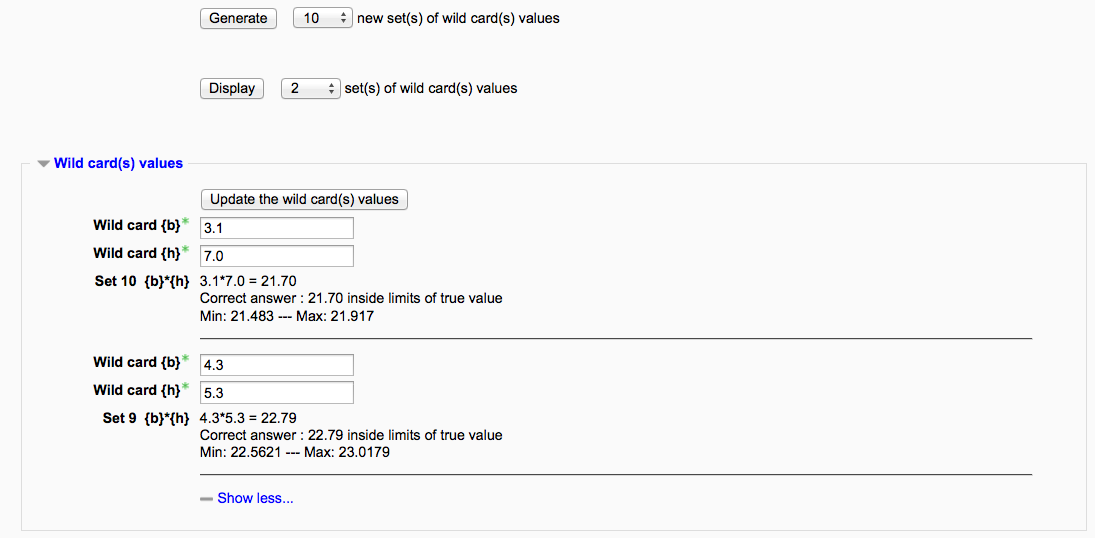 Generate 10 new set(s) of wild card(s) values
Display 2 set(s) of wild card(s) values
Wild card(s) values
Update the wild card(s) values
Wild card {b}* 3.1
Wild card {h}* 7.0
Set 10 {b}*{h} 3.1*7.0 = 21.70
Correct answer : 21.70 inside limits of true value
Min: 21.483 --- Max: 21.917
Wild card {b}* 4.3
Wild card {h}* 5.3
Set 9 {b}*{h} 4.3*5.3 = 22.79
Correct answer : 22.79 inside limits of true value
Min: 22.5621 --- Max: 23.0179
Show less...